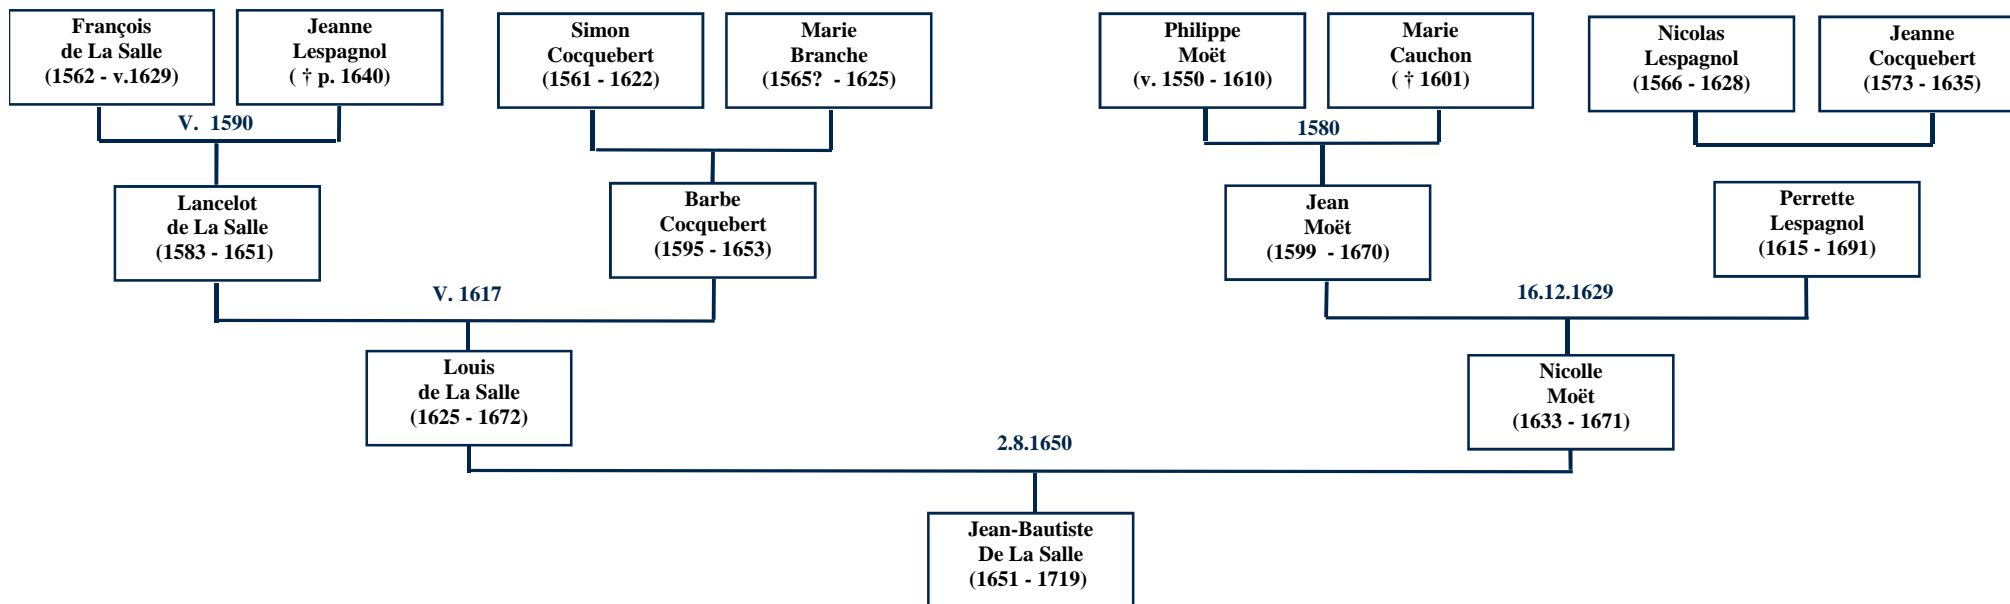 François
de La Salle
(1562 - v.1629)
Jeanne
Lespagnol
( † p. 1640)
Simon
Cocquebert
(1561 - 1622)
Marie
Branche
(1565? - 1625)
Philippe
Moët
(v. 1550 - 1610)
Marie
Cauchon
( † 1601)
Nicolas
Lespagnol
(1566 - 1628)
Jeanne
Cocquebert
(1573 - 1635)
V. 1590
1580
Lancelot
de La Salle
(1583 - 1651)
Barbe
Cocquebert
(1595 - 1653)
Jean
Moët
(1599 - 1670)
Perrette
Lespagnol
(1615 - 1691)
V. 1617
16.12.1629
Louis
de La Salle
(1625 - 1672)
Nicolle
Moët
(1633 - 1671)
2.8.1650
Jean-Bautiste
De La Salle
(1651 - 1719)